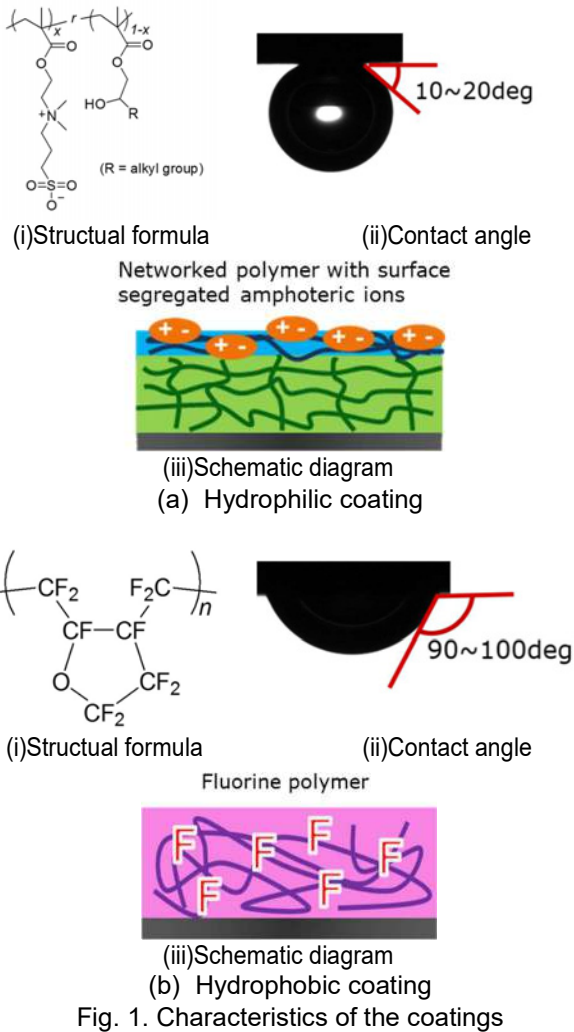 x r 1-x
O O
O O
HO R
+N
(R = alkyl group)
O=S=O
O−
10~20deg
(i)Structual formula (ii)Contact angle
Networked polymer with surface
segregated amphoteric ions
+ - + - + - + - + -
(iii)Schematic diagram
(a) Hydrophilic coating
CF2 F2C n
CF CF
O CF2
CF2
90~100deg
(i)Structual formula (ii)Contact angle
Fluorine polymer
F F F F F F
(iii)Schematic diagram
(b) Hydrophobic coating
Fig. 1. Characteristics of the coatings